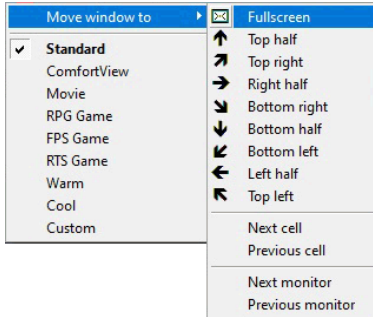 Move window to
Standard
ComfortView
Movie
RPG Game
FPS Game
RTS Game
Warm
Cool
Custom
Fullscreen
Top half
Top right
Right half
Bottom right
Bottom half
Bottom left
Left half
Top left
Next cell
Previous cell
Next monitor
Previous monitor